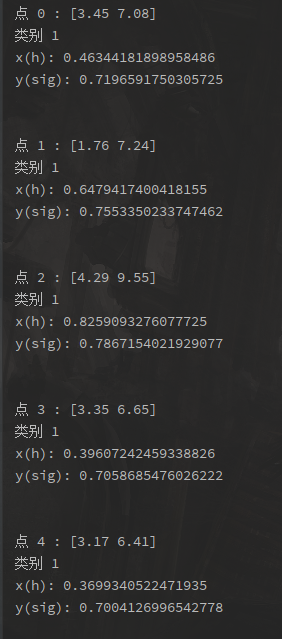 点 0 : [3.45 7.08]
类别 1
x(h): 0.46344181898958486
y(sig): 0.7196591750305725
点 1 : [1.76 7.24]
类别 1
x(h): 0.6479417400418155
y(sig): 0.7553350233747462
点 2 : [4.29 9.55]
类别 1
x(h): 0.8259093276077725
y(sig): 0.7867154021929077
点 3 : [3.35 6.65]
类别 1
x(h): 0.39607242459338826
y(sig): 0.7058685476026222
点 4 : [3.17 6.41]
类别 1
x(h): 0.3699340522471935
y(sig): 0.7004126996542778